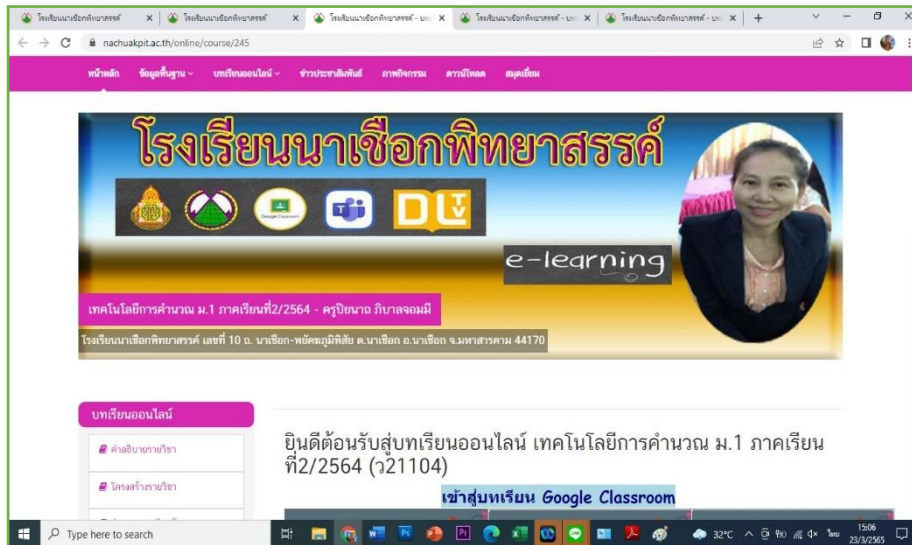 โรงเรียนนาเชือกพิทยาสรรค์
โรงเรียนนาเชือกพิทยาสรรค์
โรงเรียนนาเชือกพิทยาสรรค์ - บทเ
โรงเรียนนาเชือกพิทยาสรรค์ - บทเ
โรงเรียนนาเชือกพิทยาสรรค์ - บทเ
nachuakpit.ac.th/online/course/245
หน้าหลัก ข้อมูลพื้นฐาน บทเรียนออนไลน์ ข่าวประชาสัมพันธ์ ภาพกิจกรรม ดาวน์โหลด สมุดเยี่ยม
โรงเรียนนาเชือกพิทยาสรรค์
Google Classroom
T
DLTV
e-learning
เทคโนโลยีการคำนวณ ม.1 ภาคเรียนที่2/2564 - ครูปิยนาถ ภิบาลจอมมี
โรงเรียนนาเชือกพิทยาสรรค์ เลขที่ 10 ถ. นาเชือก-พยัคฆภูมิพิสัย ต.นาเชือก อ.นาเชือก จ.มหาสารคาม 44170
บทเรียนออนไลน์
คำอธิบายรายวิชา
โครงสร้างรายวิชา
ยินดีต้อนรับสู่บทเรียนออนไลน์ เทคโนโลยีการคำนวณ ม.1 ภาคเรียน
ที่2/2564 (ว21104)
เข้าสู่บทเรียน Google Classroom
Type here to search
32°C
ไทย
15:06
23/3/2565